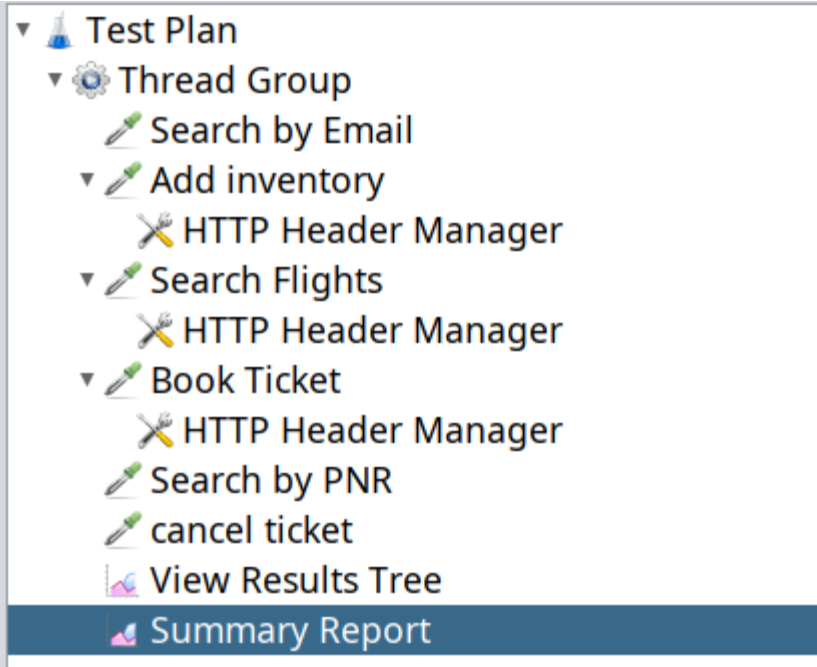 Test Plan
Thread Group
Search by Email
Add inventory
HTTP Header Manager
Search Flights
HTTP Header Manager
Book Ticket
HTTP Header Manager
Search by PNR
cancel ticket
View Results Tree
Summary Report